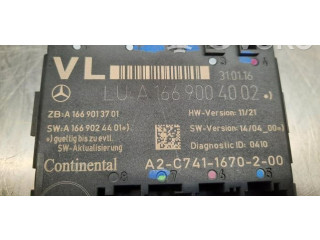 VL
31.01.16
LU A 166 900 40 02 *)
ZB: A 166 901 37 01
HW-Version: 11/21
SW: A 166 902 44 01 *)
SW-Version: 14/04_00 *)
*) gueltig bis zu evtl.
SW-Aktualisierung
Diagnostic ID: 0410
Continental
A2-C741-1670-2-00